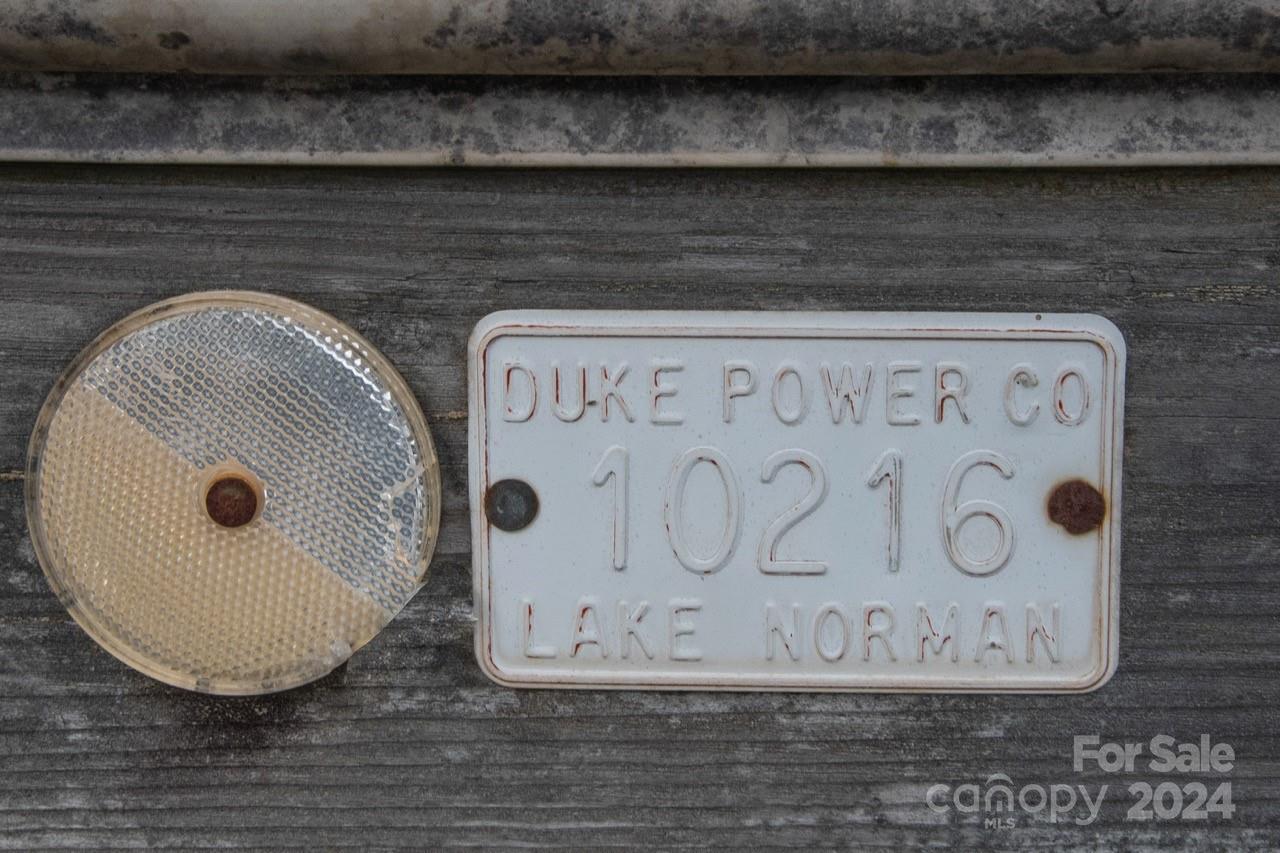 DUKE POWER CO
10216
LAKE NORMAN
For Sale
canopy 2024
MLS